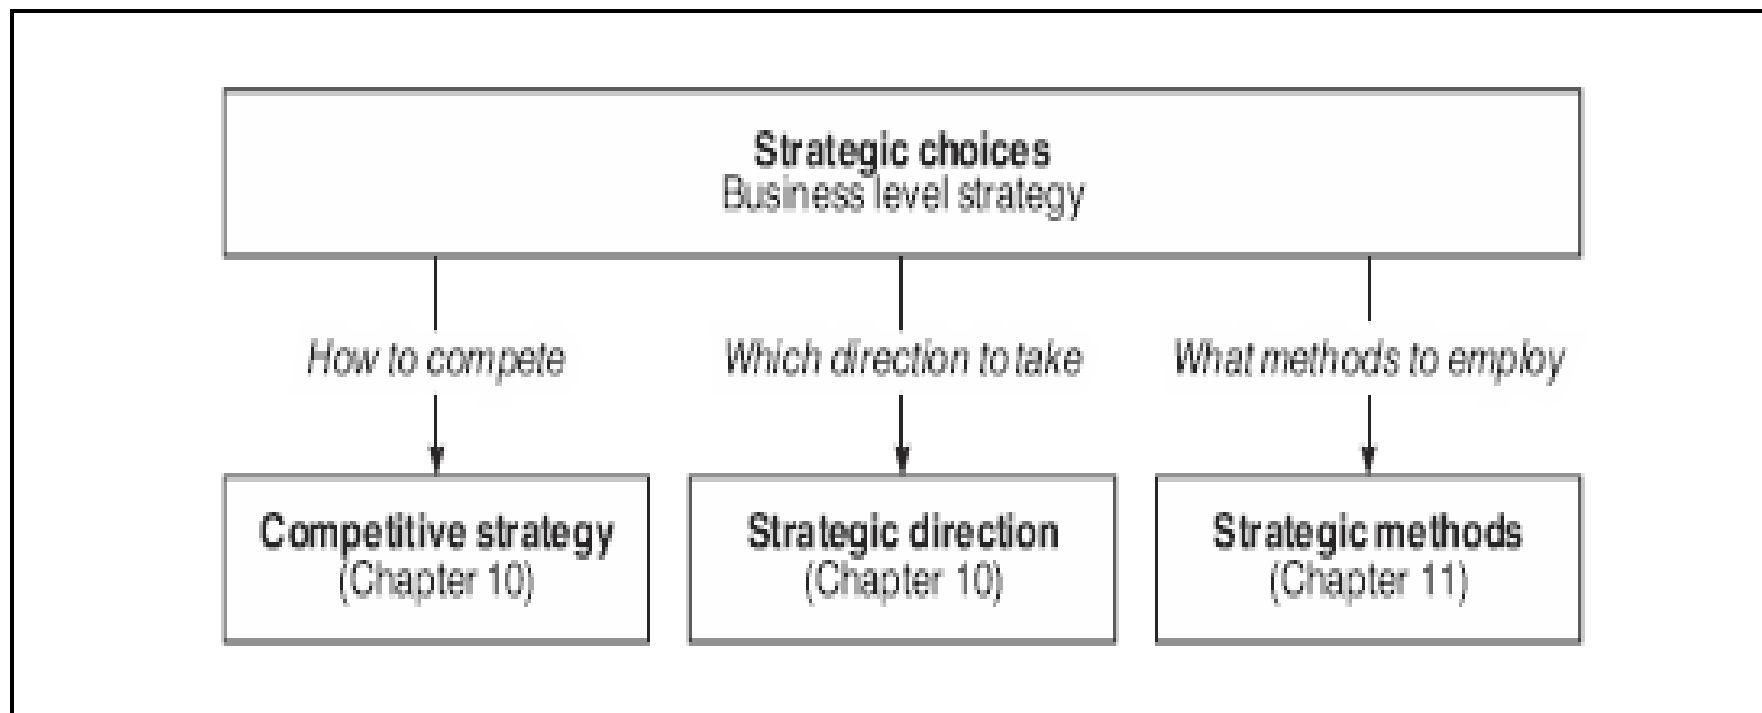 Strategic choices
Business level strategy
How to compete
Which direction to take
What methods to employ
Competitive strategy
(Chapter 10)
Strategic direction
(Chapter 10)
Strategic methods
(Chapter 11)